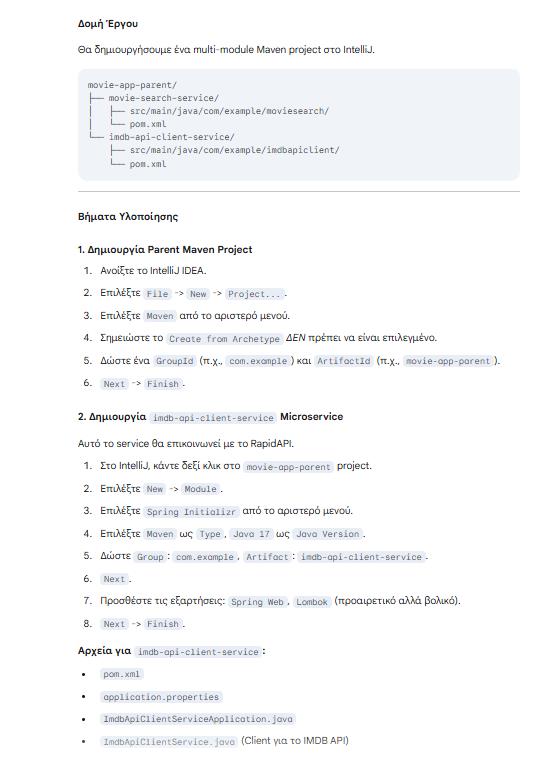 Δομή Έργου
Θα δημιουργήσουμε ένα multi-module Maven project στο IntelliJ.
movie-app-parent/
├── movie-search-service/
│   ├── src/main/java/com/example/moviesearch/
│   └── pom.xml
└── imdb-api-client-service/
    ├── src/main/java/com/example/imdbapiclient/
    └── pom.xml
Βήματα Υλοποίησης
1. Δημιουργία Parent Maven Project
1. Ανοίξτε το IntelliJ IDEA.
2. Επιλέξτε File -> New -> Project... .
3. Επιλέξτε Maven από το αριστερό μενού.
4. Σημειώστε το Create from Archetype ΔΕΝ πρέπει να είναι επιλεγμένο.
5. Δώστε ένα GroupId (π.χ., com.example ) και ArtifactId (π.χ., movie-app-parent ).
6. Next -> Finish .
2. Δημιουργία imdb-api-client-service Microservice
Αυτό το service θα επικοινωνεί με το RapidAPI.
1. Στο IntelliJ, κάντε δεξί κλικ στο movie-app-parent project.
2. Επιλέξτε New -> Module .
3. Επιλέξτε Spring Initializr από το αριστερό μενού.
4. Επιλέξτε Maven ως Type , Java 17 ως Java Version .
5. Δώστε Group : com.example , Artifact : imdb-api-client-service .
6. Next .
7. Προσθέστε τις εξαρτήσεις: Spring Web , Lombok (προαιρετικό αλλά βολικό).
8. Next -> Finish .
Αρχεία για imdb-api-client-service :
• pom.xml
• application.properties
• ImdbApiClientServiceApplication.java
• ImdbApiClientService.java (Client για το IMDB API)